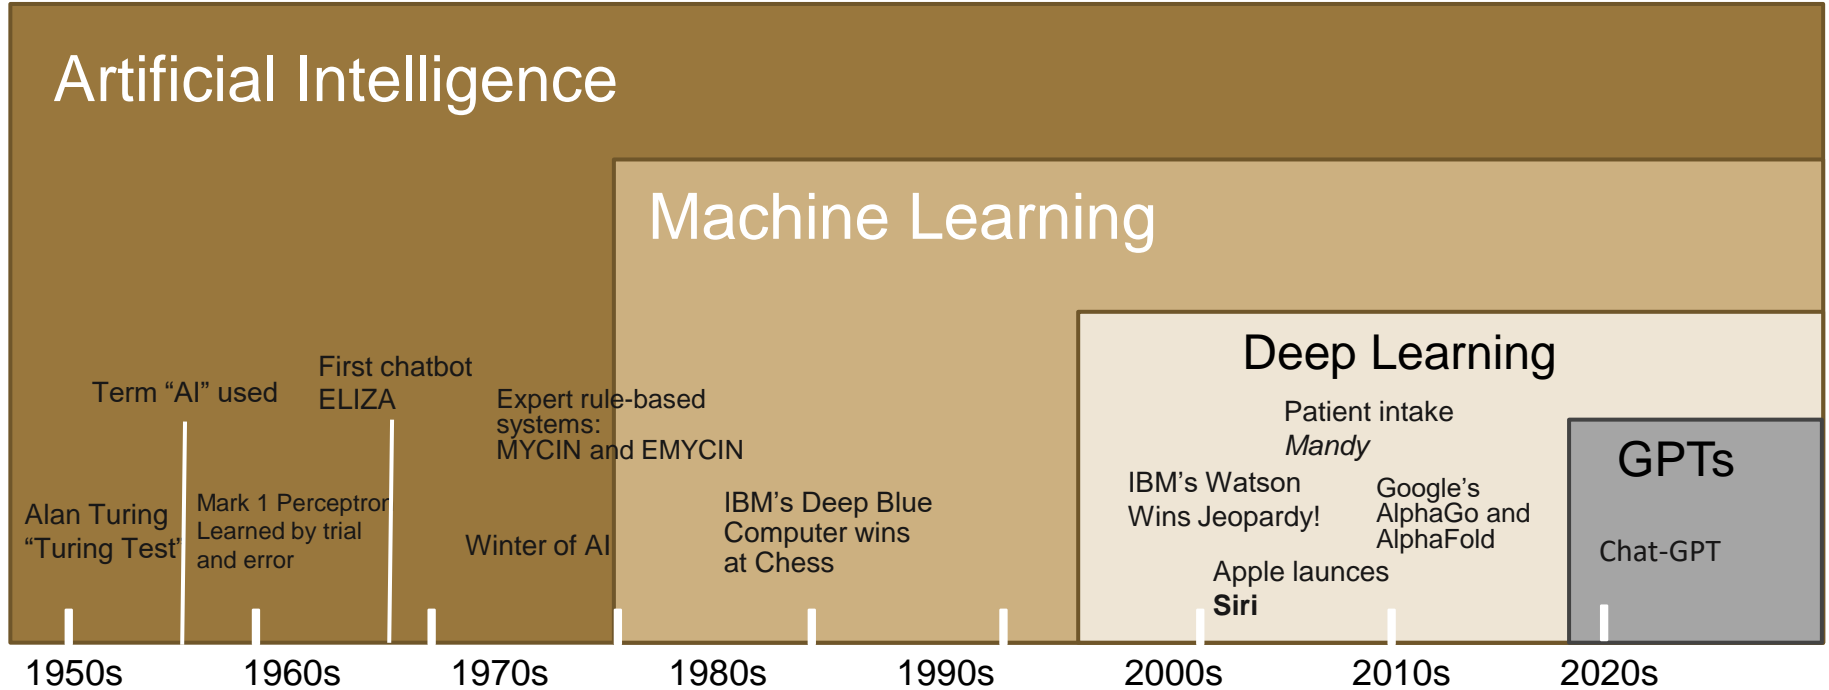 Artificial Intelligence
Machine Learning
Deep Learning
GPTs
Term “AI” used
First chatbot
ELIZA
Expert rule-based
systems:
MYCIN and EMYCIN
Patient intake
Mandy
Alan Turing
“Turing Test”
Mark 1 Perceptron
Learned by trial
and error
Winter of AI
IBM’s Deep Blue
Computer wins
at Chess
IBM’s Watson
Wins Jeopardy!
Google’s
AlphaGo and
AlphaFold
Apple launces
Siri
Chat-GPT
1950s 1960s 1970s 1980s 1990s 2000s 2010s 2020s